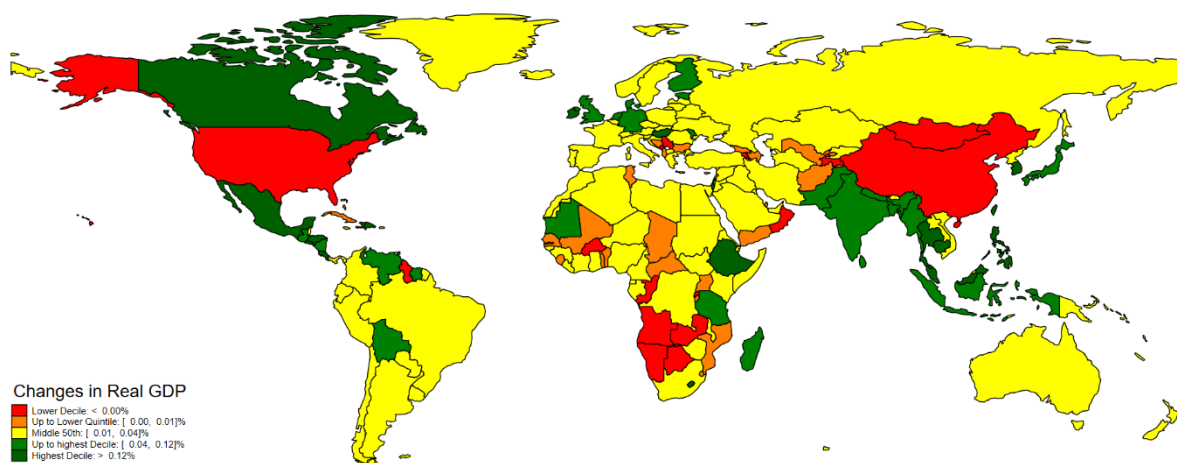 Changes in Real GDP
Lower Decile: < 0.00%
Up to Lower Quintile: [ 0.00, 0.01]%
Middle 50th: [ 0.01, 0.04]%
Up to highest Decile: [ 0.04, 0.12]%
Highest Decile: > 0.12%